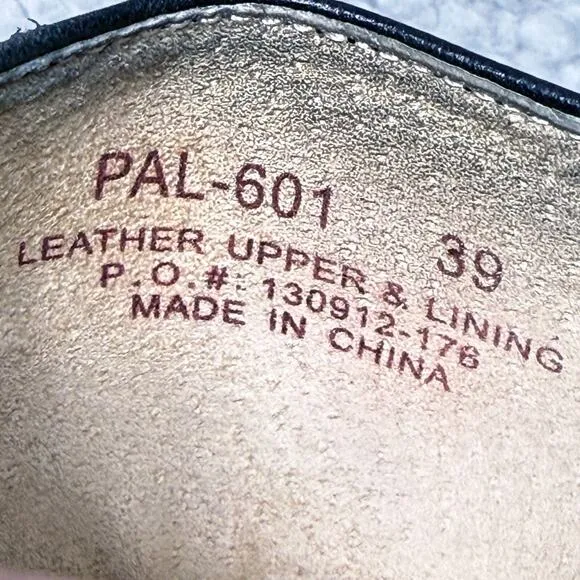 PAL-601 39
LEATHER UPPER & LINING
P.O.#: 130912-176
MADE IN CHINA